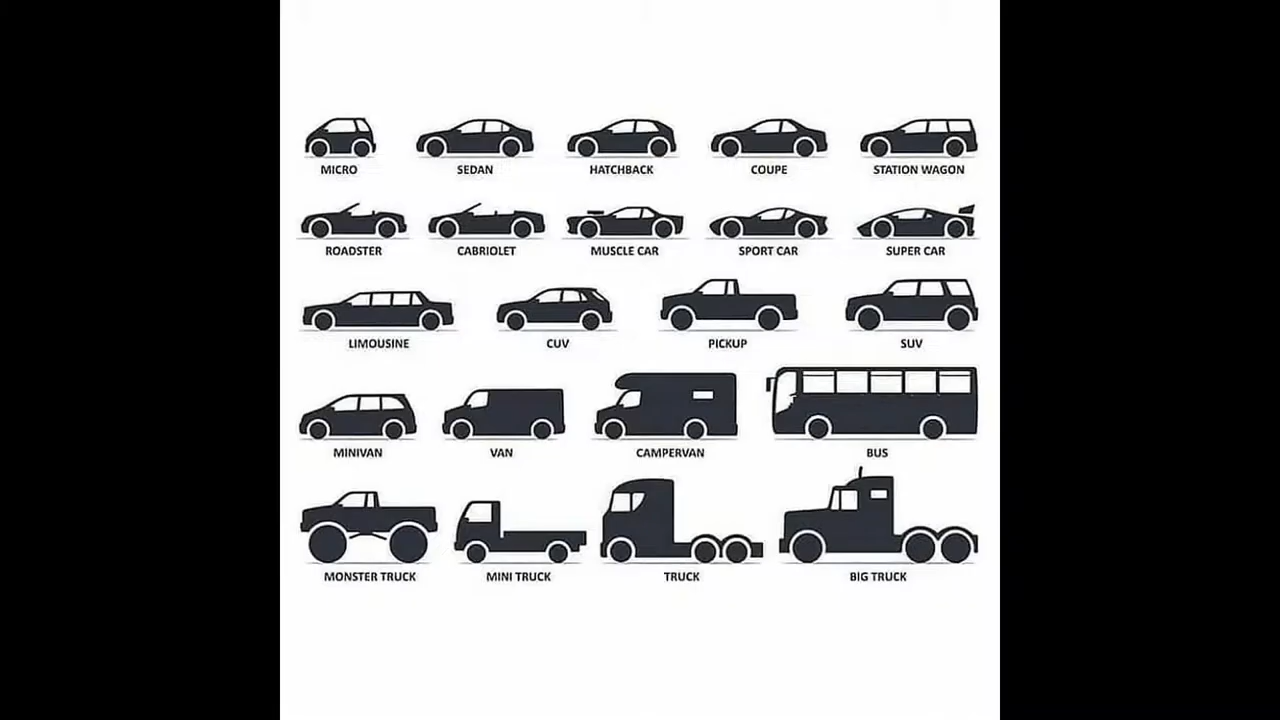 MICRO
SEDAN
HATCHBACK
COUPE
STATION WAGON
ROADSTER
CABRIOLET
MUSCLE CAR
SPORT CAR
SUPER CAR
LIMOUSINE
CUV
PICKUP
SUV
MINIVAN
VAN
CAMPERVAN
BUS
MONSTER TRUCK
MINI TRUCK
TRUCK
BIG TRUCK